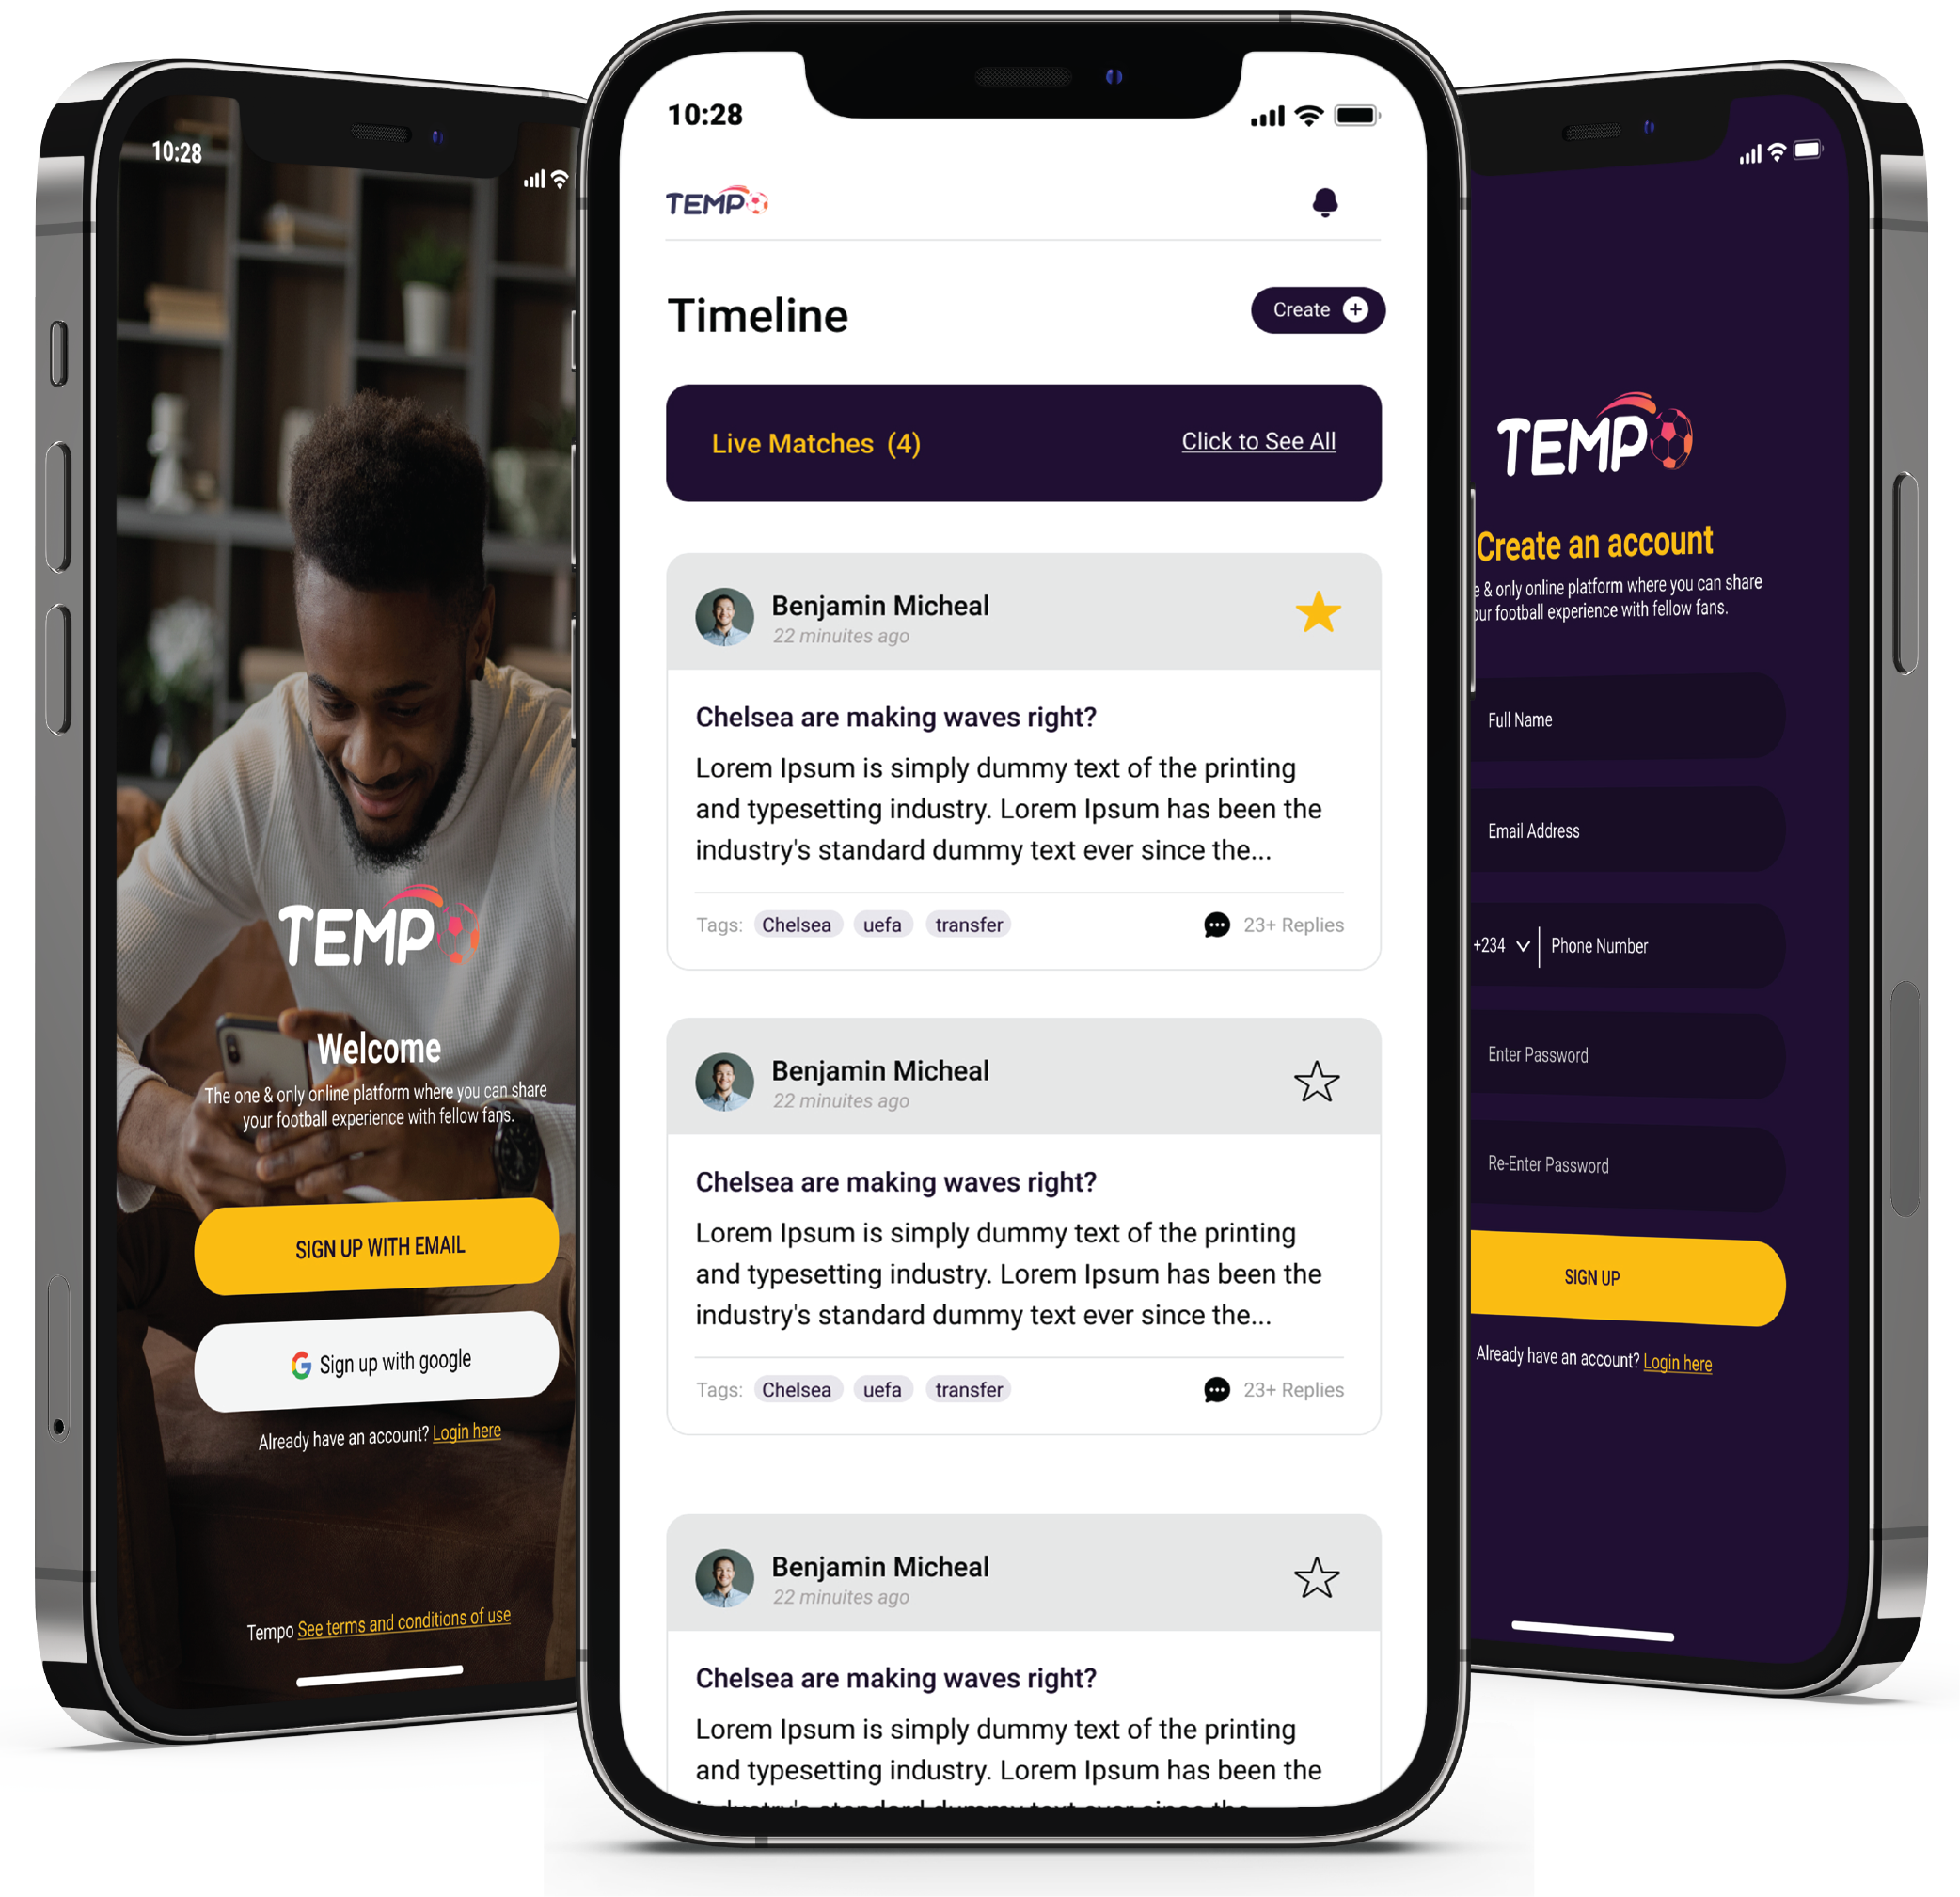 10:28
TEMPO
Welcome
The one & only online platform where you can share
your football experience with fellow fans.
SIGN UP WITH EMAIL
Sign up with google
Already have an account? Login here
Tempo See terms and conditions of use
10:28
TEMPO
Timeline
Create
Live Matches (4)
Click to See All
Benjamin Micheal
22 minuites ago
Chelsea are making waves right?
Lorem Ipsum is simply dummy text of the printing
and typesetting industry. Lorem Ipsum has been the
industry's standard dummy text ever since the...
Tags: Chelsea uefa transfer
23+ Replies
Benjamin Micheal
22 minuites ago
Chelsea are making waves right?
Lorem Ipsum is simply dummy text of the printing
and typesetting industry. Lorem Ipsum has been the
industry's standard dummy text ever since the...
Tags: Chelsea uefa transfer
23+ Replies
Benjamin Micheal
22 minuites ago
Chelsea are making waves right?
Lorem Ipsum is simply dummy text of the printing
and typesetting industry. Lorem Ipsum has been the
industry's standard dummy text ever since the...
TEMPO
Create an account
& only online platform where you can share
football experience with fellow fans.
Full Name
Email Address
+234
Phone Number
Enter Password
Re-Enter Password
SIGN UP
Already have an account? Login here